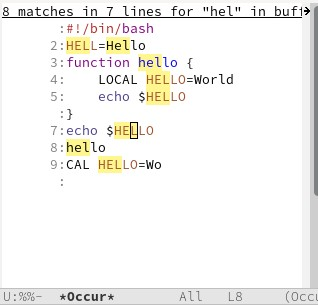 8 matches in 7 lines for "hel" in buff
:#!/bin/bash
2:HELL=Hello
3:function hello {
4:    LOCAL HELLO=World
5:    echo $HELLO
:}
7:echo $HELLO
8:hello
9:CAL HELLO=Wo
:
U:%%-  *Occur*       All   L8     (Occu